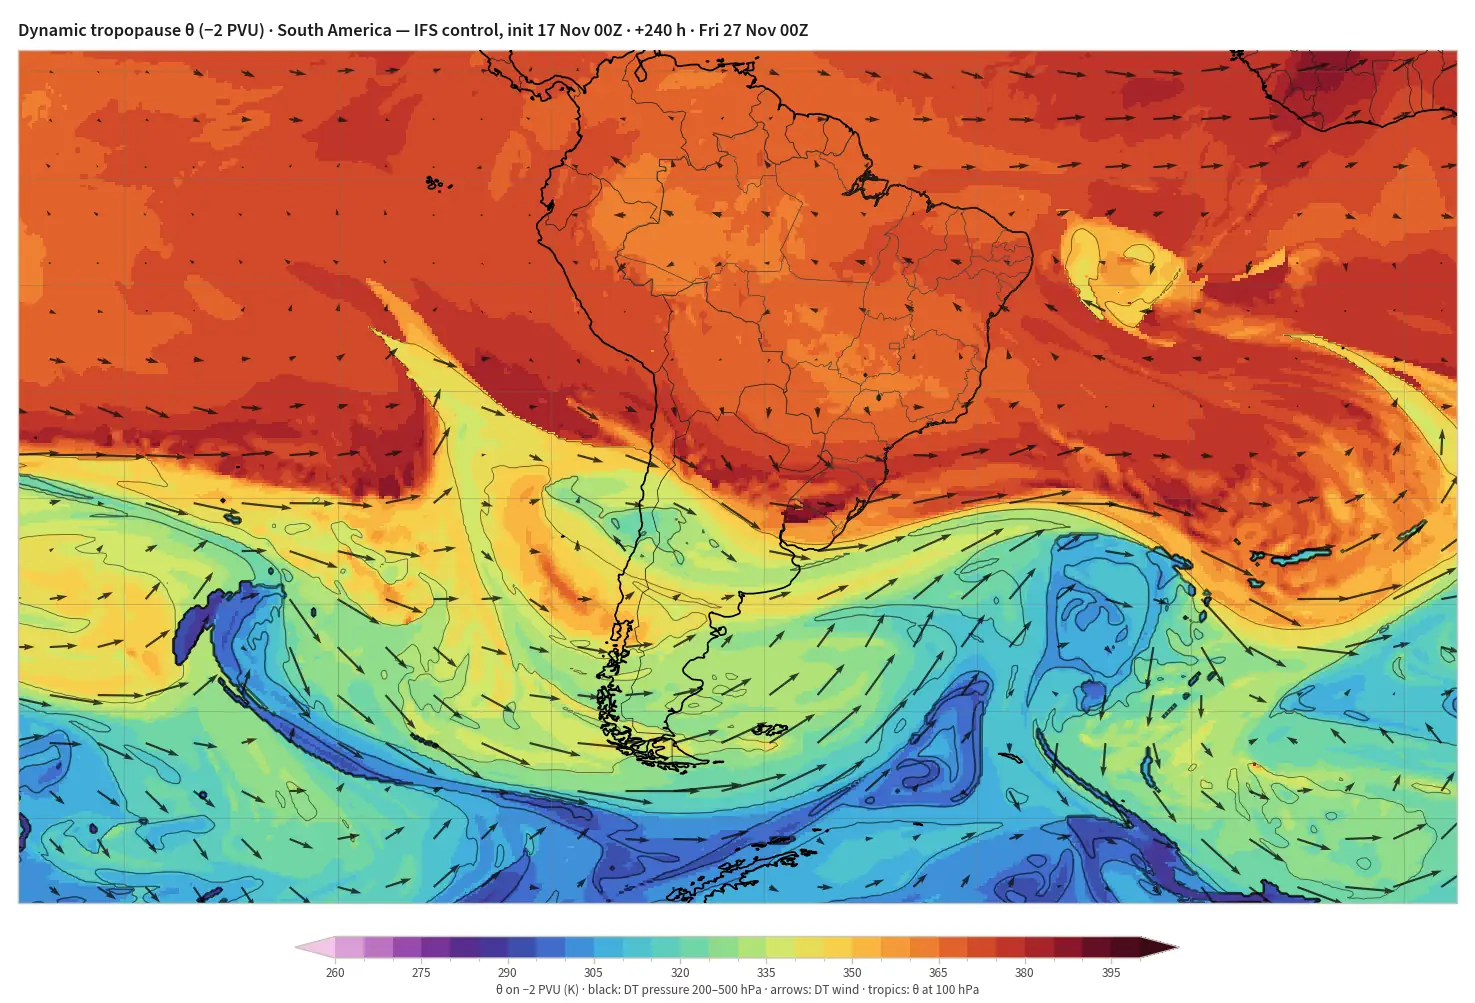 Dynamic tropopause θ (−2 PVU) · South America — IFS control, init 17 Nov 00Z · +240 h · Fri 27 Nov 00Z
260 275 290 305 320 335 350 365 380 395
θ on −2 PVU (K) · black: DT pressure 200–500 hPa · arrows: DT wind · tropics: θ at 100 hPa